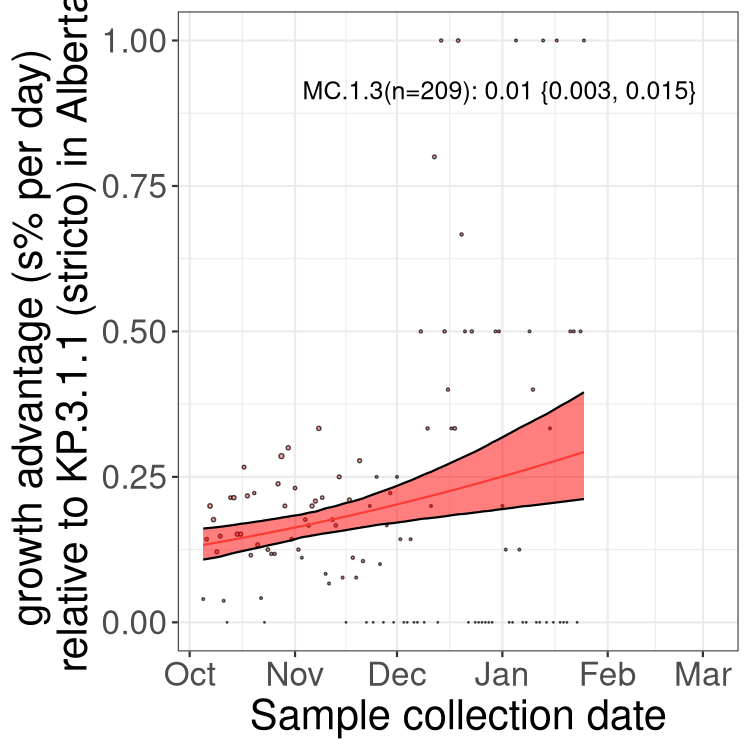 growth advantage (s% per day)
relative to KP.3.1.1 (stricto) in Alberta
1.00
0.75
0.50
0.25
0.00
MC.1.3(n=209): 0.01 {0.003, 0.015}
Oct Nov Dec Jan Feb Mar
Sample collection date